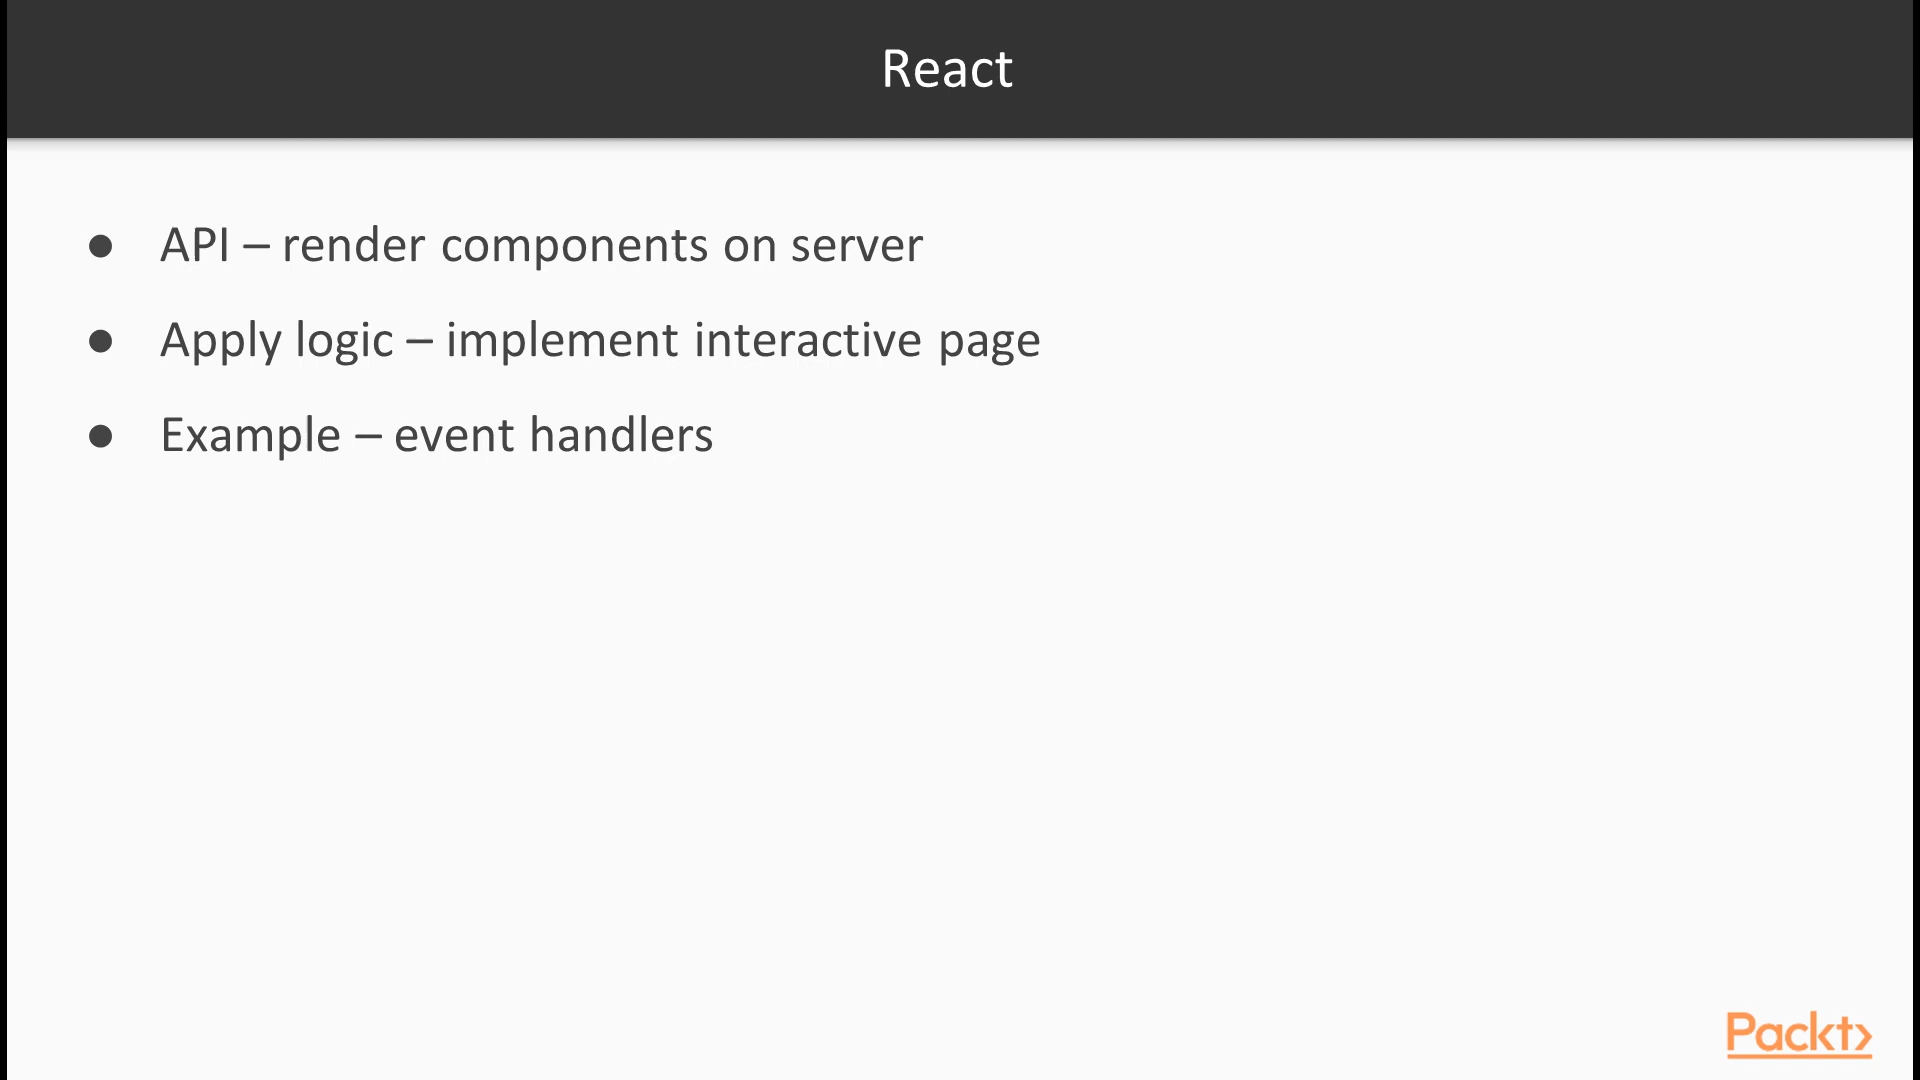 React
● API – render components on server
● Apply logic – implement interactive page
● Example – event handlers
Packt>